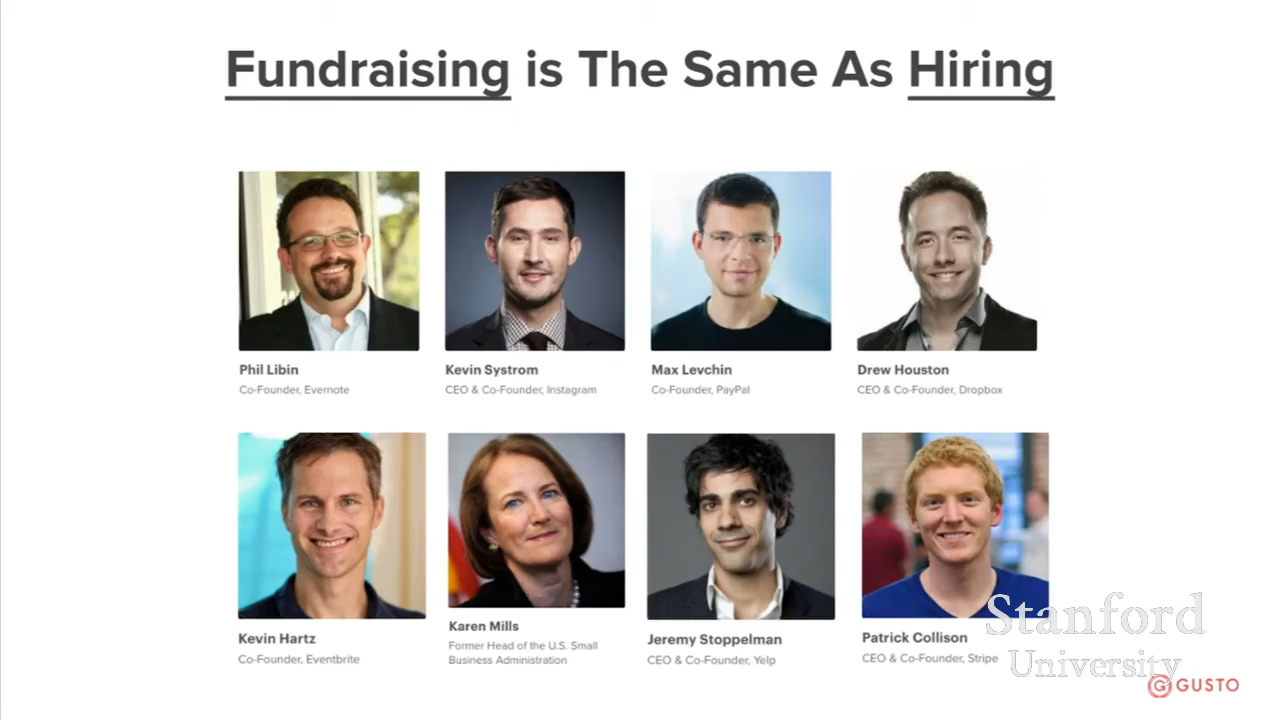 Fundraising is The Same As Hiring
Phil Libin
Co-Founder, Evernote
Kevin Systrom
CEO & Co-Founder, Instagram
Max Levchin
Co-Founder, PayPal
Drew Houston
CEO & Co-Founder, Dropbox
Kevin Hartz
Co-Founder, Eventbrite
Karen Mills
Former Head of the U.S. Small
Business Administration
Jeremy Stoppelman
CEO & Co-Founder, Yelp
Patrick Collison
CEO & Co-Founder, Stripe
Stanford
University
GUSTO